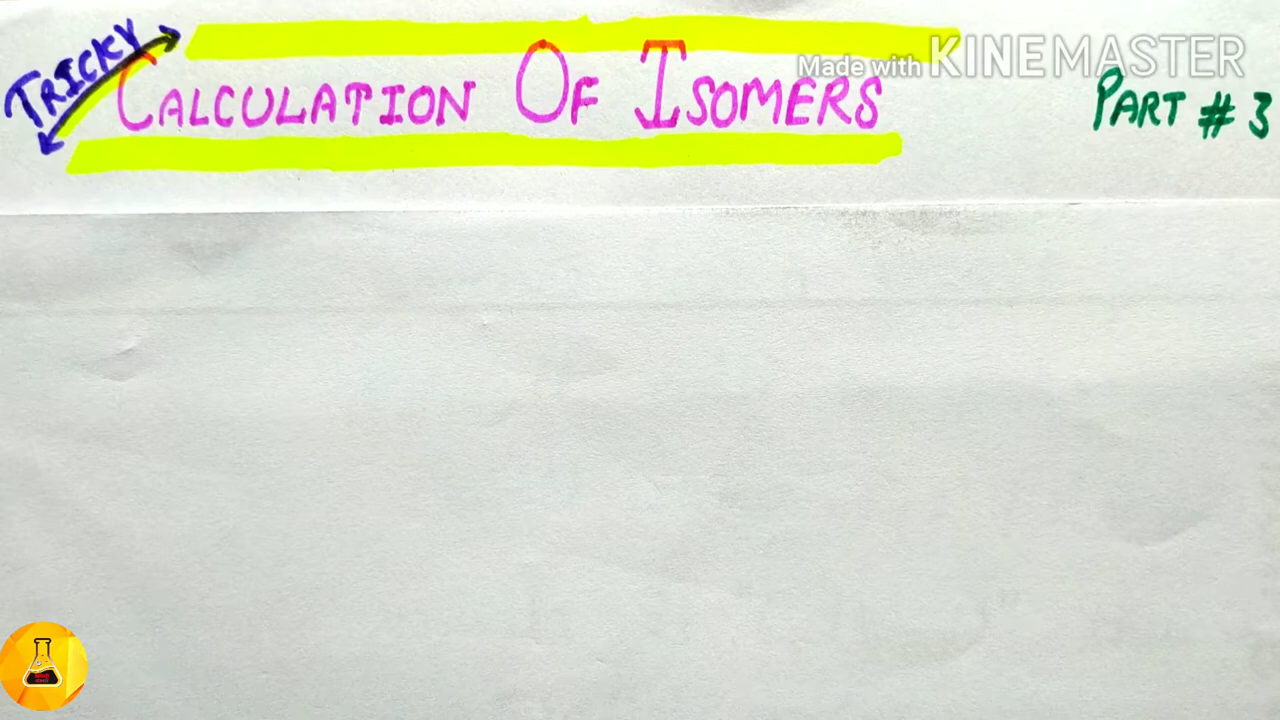 TRICKY
CALCULATION OF ISOMERS
Made with KINEMASTER
PART # 3